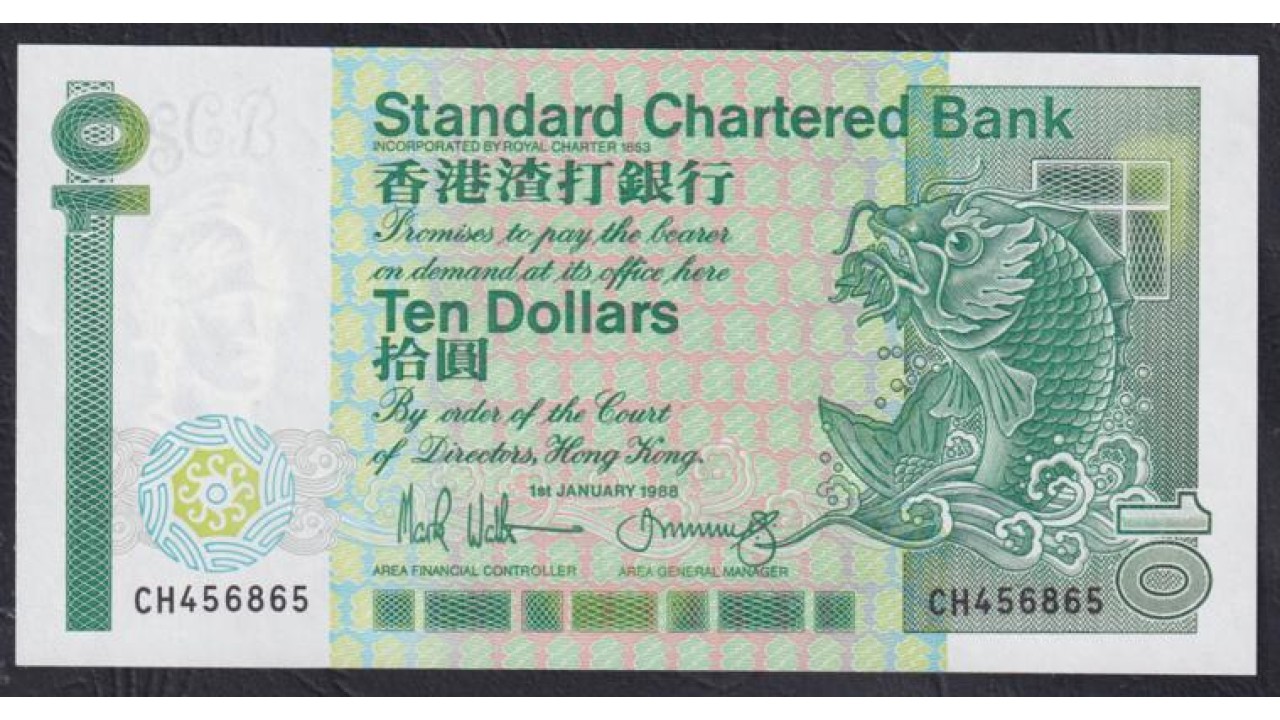 10
Standard Chartered Bank
INCORPORATED BY ROYAL CHARTER 1853
香港渣打銀行
Promises to pay the bearer
on demand at its office here
Ten Dollars
拾圓
By order of the Court
of Directors, Hong Kong.
1st JANUARY 1988
AREA FINANCIAL CONTROLLER AREA GENERAL MANAGER
CH456865
CH456865
10